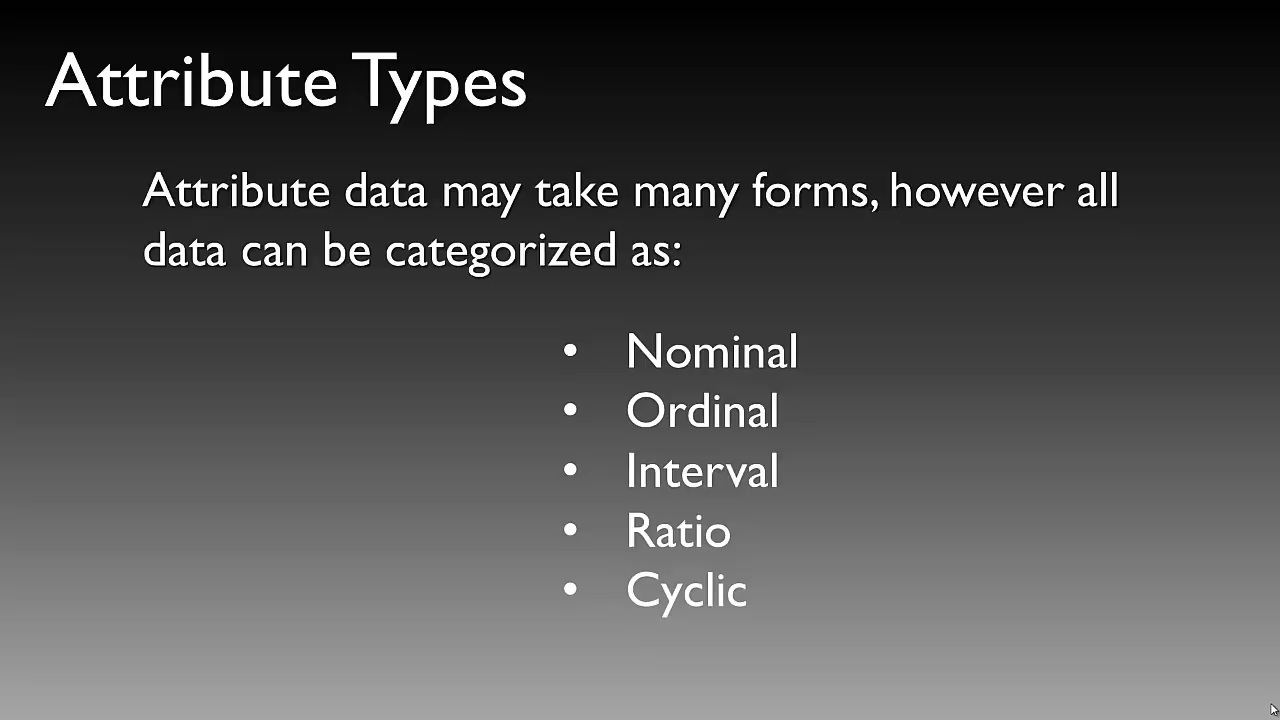 Attribute Types
Attribute data may take many forms, however all
data can be categorized as:
• Nominal
• Ordinal
• Interval
• Ratio
• Cyclic